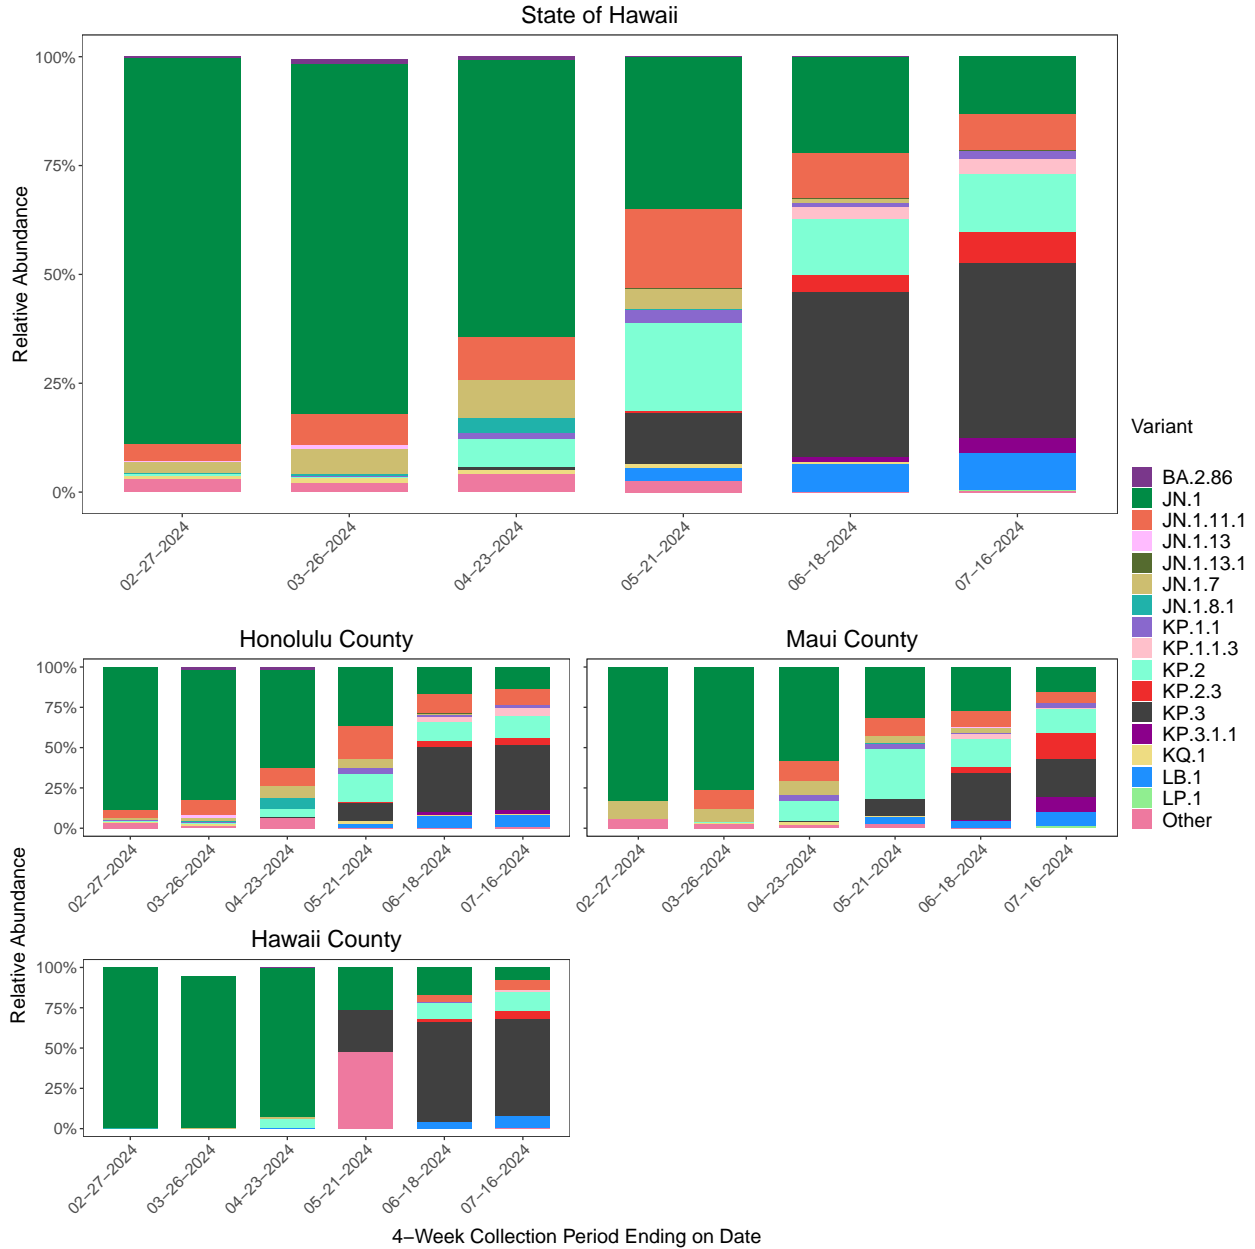 State of Hawaii
Relative Abundance
100%
75%
50%
25%
0%
02-27-2024
03-26-2024
04-23-2024
05-21-2024
06-18-2024
07-16-2024
Variant
BA.2.86
JN.1
JN.1.11.1
JN.1.13
JN.1.13.1
JN.1.7
JN.1.8.1
KP.1.1
KP.1.1.3
KP.2
KP.2.3
KP.3
KP.3.1.1
KQ.1
LB.1
LP.1
Other
Honolulu County
100%
75%
50%
25%
0%
02-27-2024
03-26-2024
04-23-2024
05-21-2024
06-18-2024
07-16-2024
Maui County
100%
75%
50%
25%
0%
02-27-2024
03-26-2024
04-23-2024
05-21-2024
06-18-2024
07-16-2024
Relative Abundance
Hawaii County
100%
75%
50%
25%
0%
02-27-2024
03-26-2024
04-23-2024
05-21-2024
06-18-2024
07-16-2024
4-Week Collection Period Ending on Date